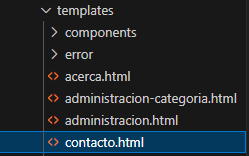 templates
components
error
acerca.html
administracion-categoria.html
administracion.html
contacto.html